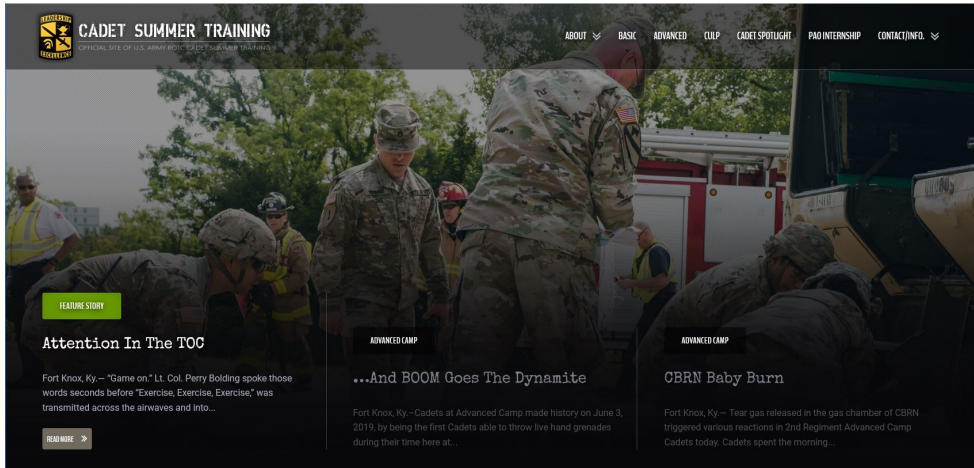 LEADERSHIP
EXCELLENCE
CADET SUMMER TRAINING
OFFICIAL SITE OF U.S. ARMY ROTC CADET SUMMER TRAINING
ABOUT BASIC ADVANCED CULP CADET SPOTLIGHT PAO INTERNSHIP CONTACT/INFO.
FEATURE STORY
Attention In The TOC
Fort Knox, Ky.— “Game on.” Lt. Col. Perry Bolding spoke those
words seconds before “Exercise, Exercise, Exercise,” was
transmitted across the airwaves and into...
READ MORE
ADVANCED CAMP
...And BOOM Goes The Dynamite
Fort Knox, Ky.–Cadets at Advanced Camp made history on June 3,
2019, by being the first Cadets able to throw live hand grenades
during their time here at...
ADVANCED CAMP
CBRN Baby Burn
Fort Knox, Ky.— Tear gas released in the gas chamber of CBRN
triggered various reactions in 2nd Regiment Advanced Camp
Cadets today. Cadets spent the morning...